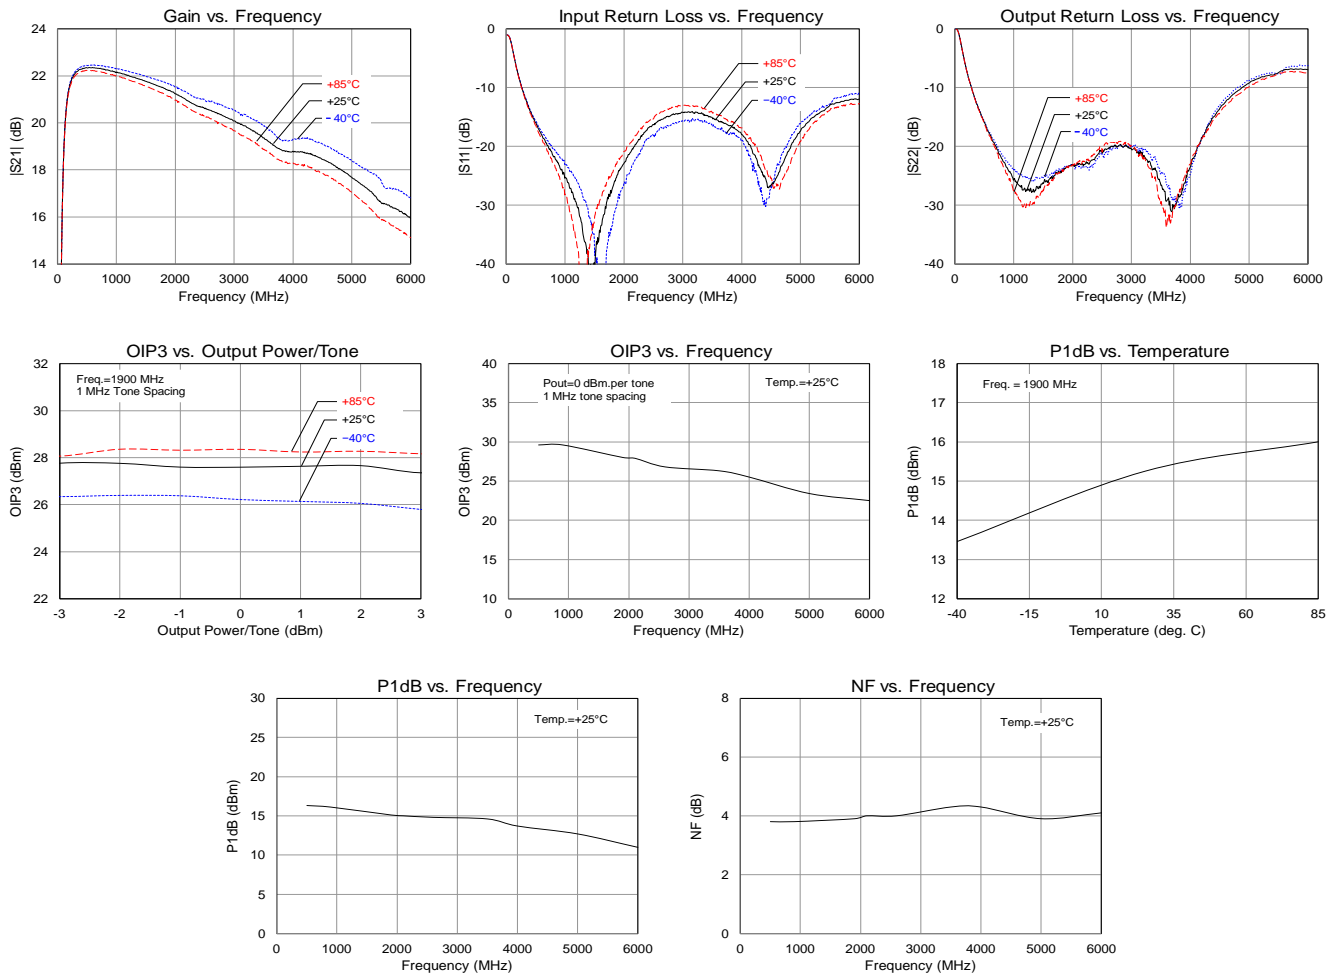 Gain vs. Frequency
24
22
20
18
16
14
|S21| (dB)
+85°C
+25°C
−40°C
0
1000
2000
3000
4000
5000
6000
Frequency (MHz)
Input Return Loss vs. Frequency
0
-10
-20
-30
-40
|S11| (dB)
+85°C
+25°C
−40°C
0
1000
2000
3000
4000
5000
6000
Frequency (MHz)
Output Return Loss vs. Frequency
0
-10
-20
-30
-40
|S22| (dB)
+85°C
+25°C
−40°C
0
1000
2000
3000
4000
5000
6000
Frequency (MHz)
OIP3 vs. Output Power/Tone
32
30
28
26
24
22
OIP3 (dBm)
Freq.=1900 MHz
1 MHz Tone Spacing
+85°C
+25°C
−40°C
-3
-2
-1
0
1
2
3
Output Power/Tone (dBm)
OIP3 vs. Frequency
40
35
30
25
20
15
10
OIP3 (dBm)
Pout=0 dBm.per tone
1 MHz tone spacing
Temp.=+25°C
0
1000
2000
3000
4000
5000
6000
Frequency (MHz)
P1dB vs. Temperature
18
17
16
15
14
13
12
P1dB (dBm)
Freq. = 1900 MHz
-40
-15
10
35
60
85
Temperature (deg. C)
P1dB vs. Frequency
30
25
20
15
10
5
0
P1dB (dBm)
Temp.=+25°C
0
1000
2000
3000
4000
5000
6000
Frequency (MHz)
NF vs. Frequency
8
6
4
2
0
NF (dB)
Temp.=+25°C
0
1000
2000
3000
4000
5000
6000
Frequency (MHz)